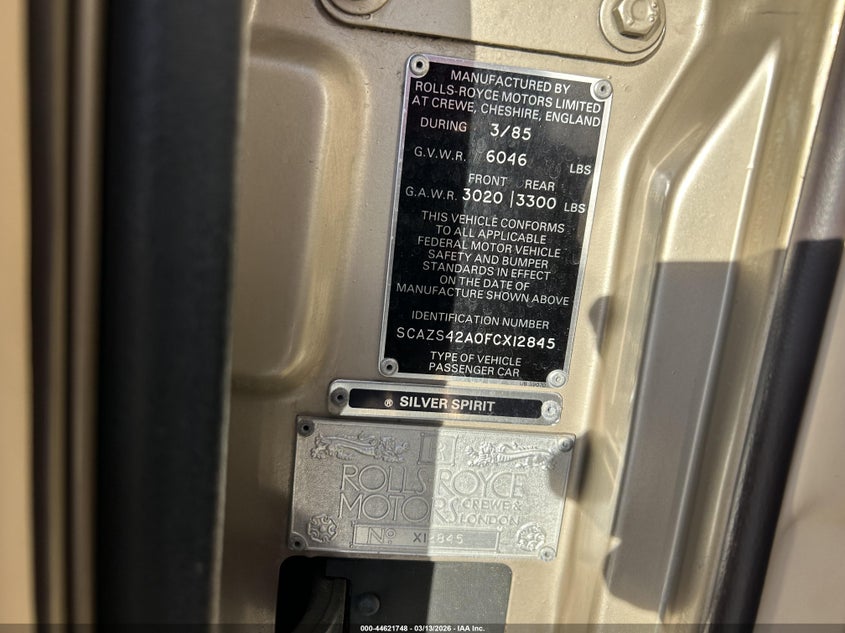 MANUFACTURED BY
ROLLS-ROYCE MOTORS LIMITED
AT CREWE, CHESHIRE, ENGLAND
DURING 3/85
G.V.W.R. 6046 LBS
FRONT REAR
G.A.W.R. 3020 | 3300 LBS
THIS VEHICLE CONFORMS
TO ALL APPLICABLE
FEDERAL MOTOR VEHICLE
SAFETY AND BUMPER
STANDARDS IN EFFECT
ON THE DATE OF
MANUFACTURE SHOWN ABOVE
IDENTIFICATION NUMBER
SCAZS42A0FCX12845
TYPE OF VEHICLE
PASSENGER CAR
® SILVER SPIRIT
ROLLS ROYCE
MOTORS CREWE &
LONDON
No X12845
000-44621748 - 03/13/2026 - IAA Inc.